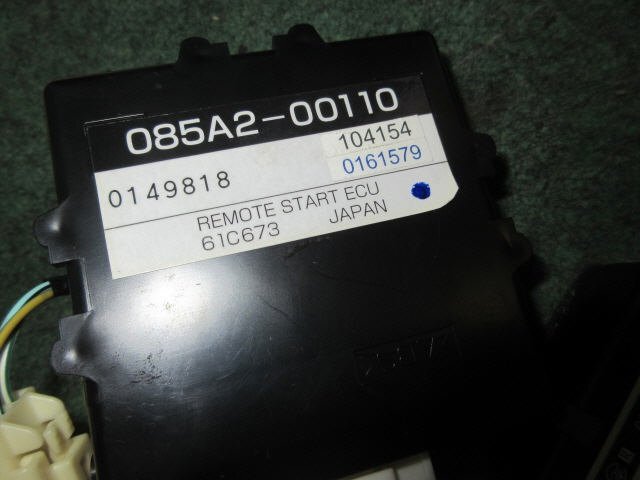 085A2-00110
104154
0149818
0161579
REMOTE START ECU
61C673 JAPAN